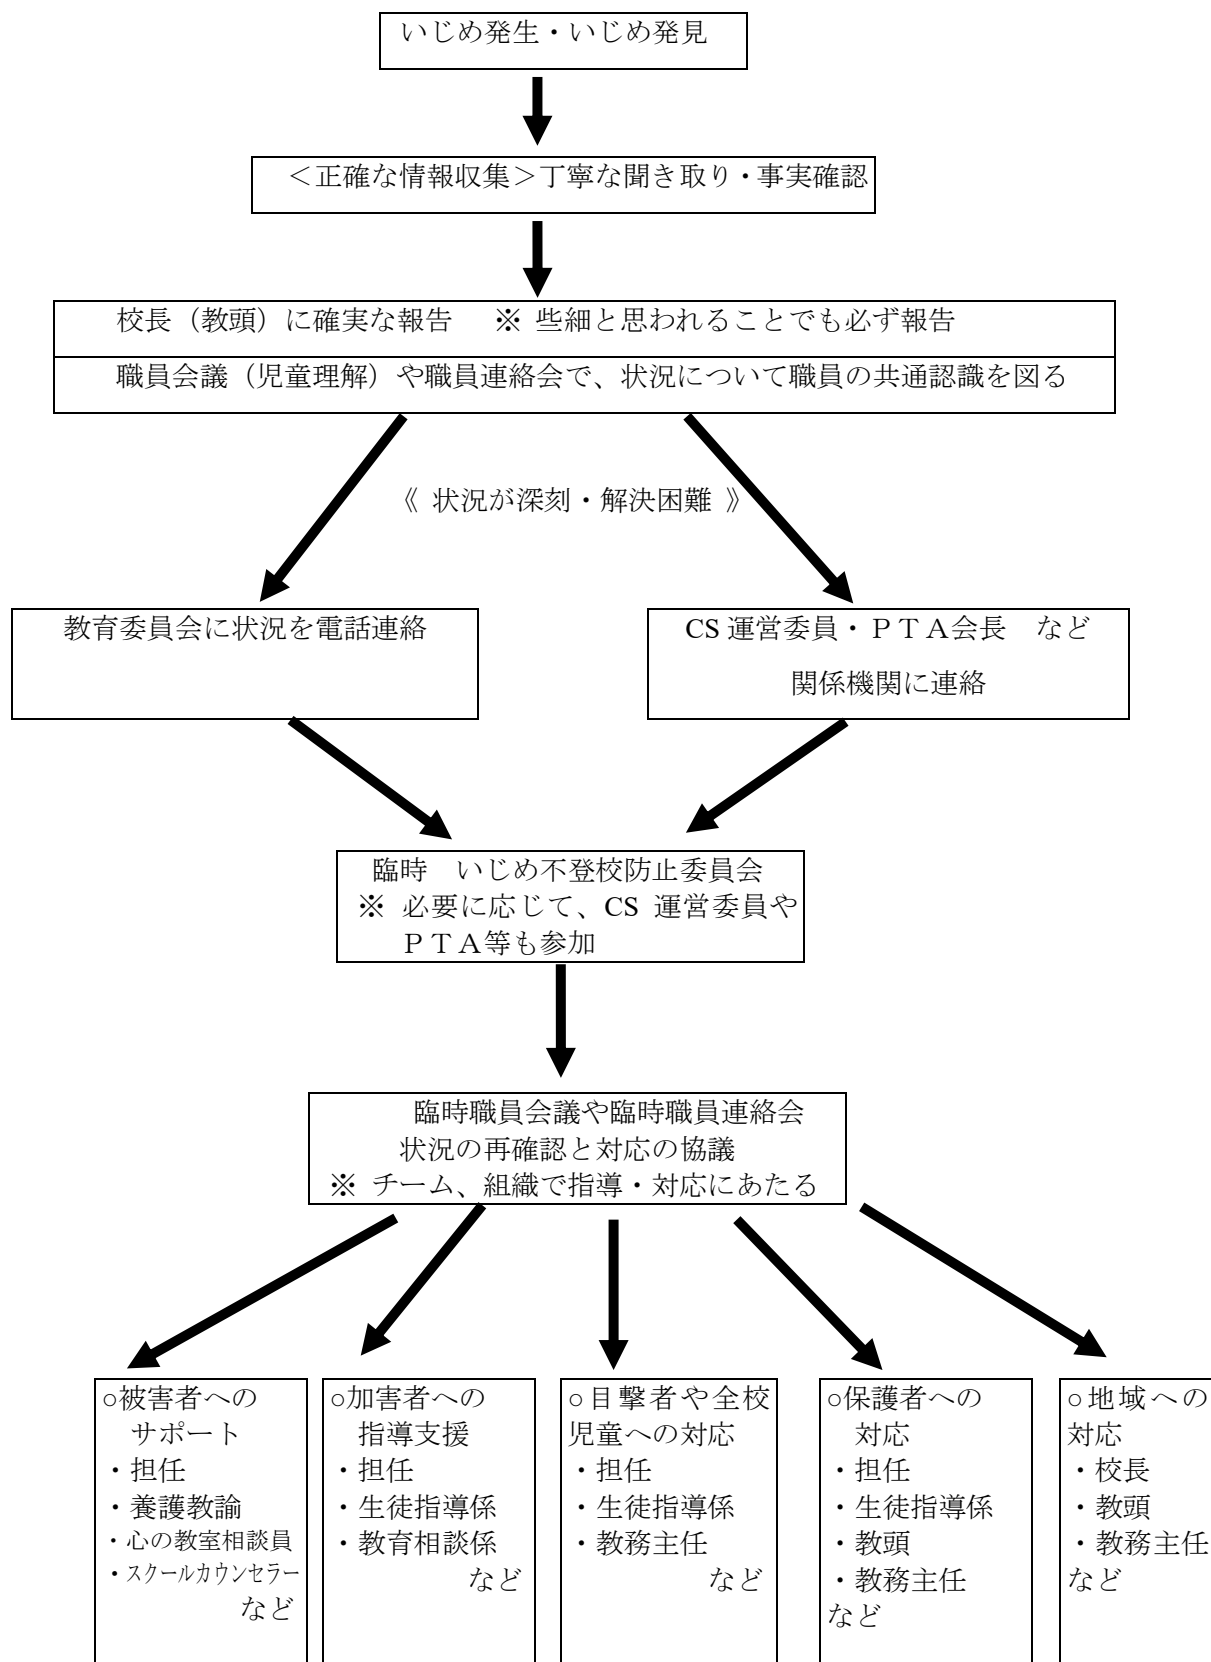 いじめ発生・いじめ発見
＜正確な情報収集＞丁寧な聞き取り・事実確認
校長（教頭）に確実な報告　※ 些細と思われることでも必ず報告
職員会議（児童理解）や職員連絡会で、状況について職員の共通認識を図る
《 状況が深刻・解決困難 》
教育委員会に状況を電話連絡
CS 運営委員・ＰＴＡ会長　など
関係機関に連絡
臨時　いじめ不登校防止委員会
※ 必要に応じて、CS 運営委員や
ＰＴＡ等も参加
臨時職員会議や臨時職員連絡会
状況の再確認と対応の協議
※ チーム、組織で指導・対応にあたる
○被害者への
サポート
・担任
・養護教諭
・心の教室相談員
・スクールカウンセラー
など
○加害者への
指導支援
・担任
・生徒指導係
・教育相談係
など
○目撃者や全校
児童への対応
・担任
・生徒指導係
・教務主任
など
○保護者への
対応
・担任
・生徒指導係
・教頭
・教務主任
など
○地域への
対応
・校長
・教頭
・教務主任
など